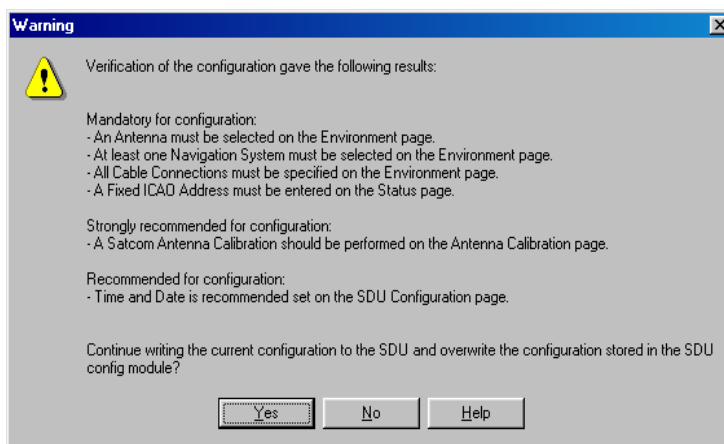 Warning
Verification of the configuration gave the following results:
Mandatory for configuration:
- An Antenna must be selected on the Environment page.
- At least one Navigation System must be selected on the Environment page.
- All Cable Connections must be specified on the Environment page.
- A Fixed ICAO Address must be entered on the Status page.
Strongly recommended for configuration:
- A Satcom Antenna Calibration should be performed on the Antenna Calibration page.
Recommended for configuration:
- Time and Date is recommended set on the SDU Configuration page.
Continue writing the current configuration to the SDU and overwrite the configuration stored in the SDU
config module?
Yes No Help